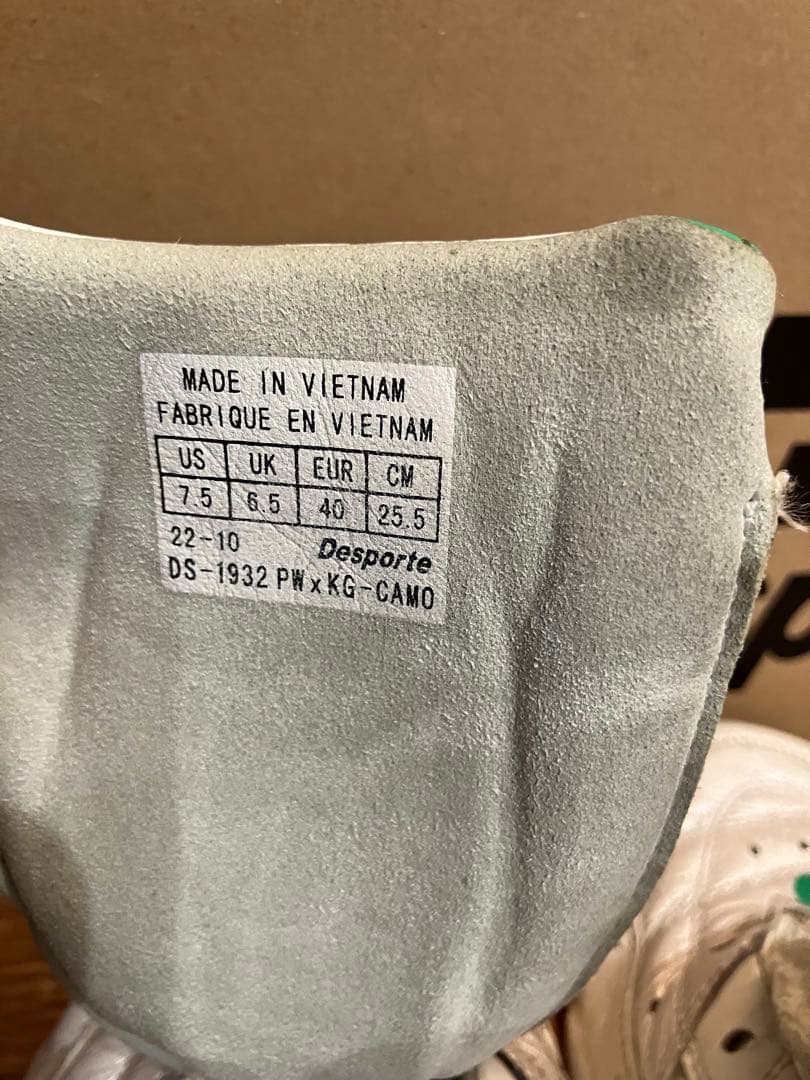 MADE IN VIETNAM
FABRIQUE EN VIETNAM
US UK EUR CM
7.5 6.5 40 25.5
22-10 Desporte
DS-1932 PW x KG-CAMO